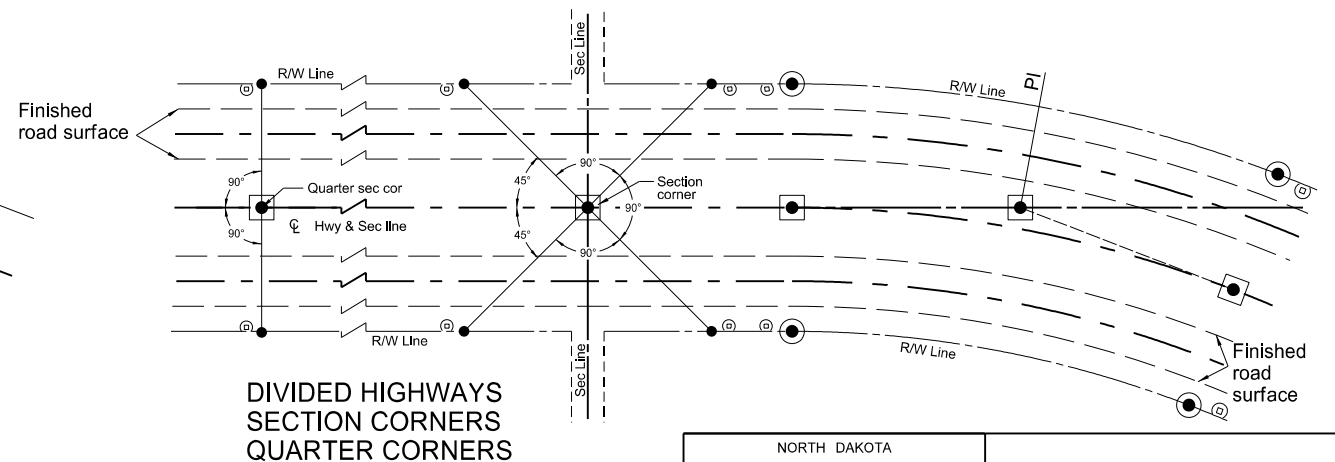 Sec Line
R/W Line
R/W Line
PI
Finished
road surface
90°
45°
90°
Quarter sec cor
Section
corner
90°
90°
45°
90°
℄ Hwy & Sec line
R/W Line
R/W Line
Sec Line
Finished
road
surface
DIVIDED HIGHWAYS
SECTION CORNERS
QUARTER CORNERS
NORTH DAKOTA